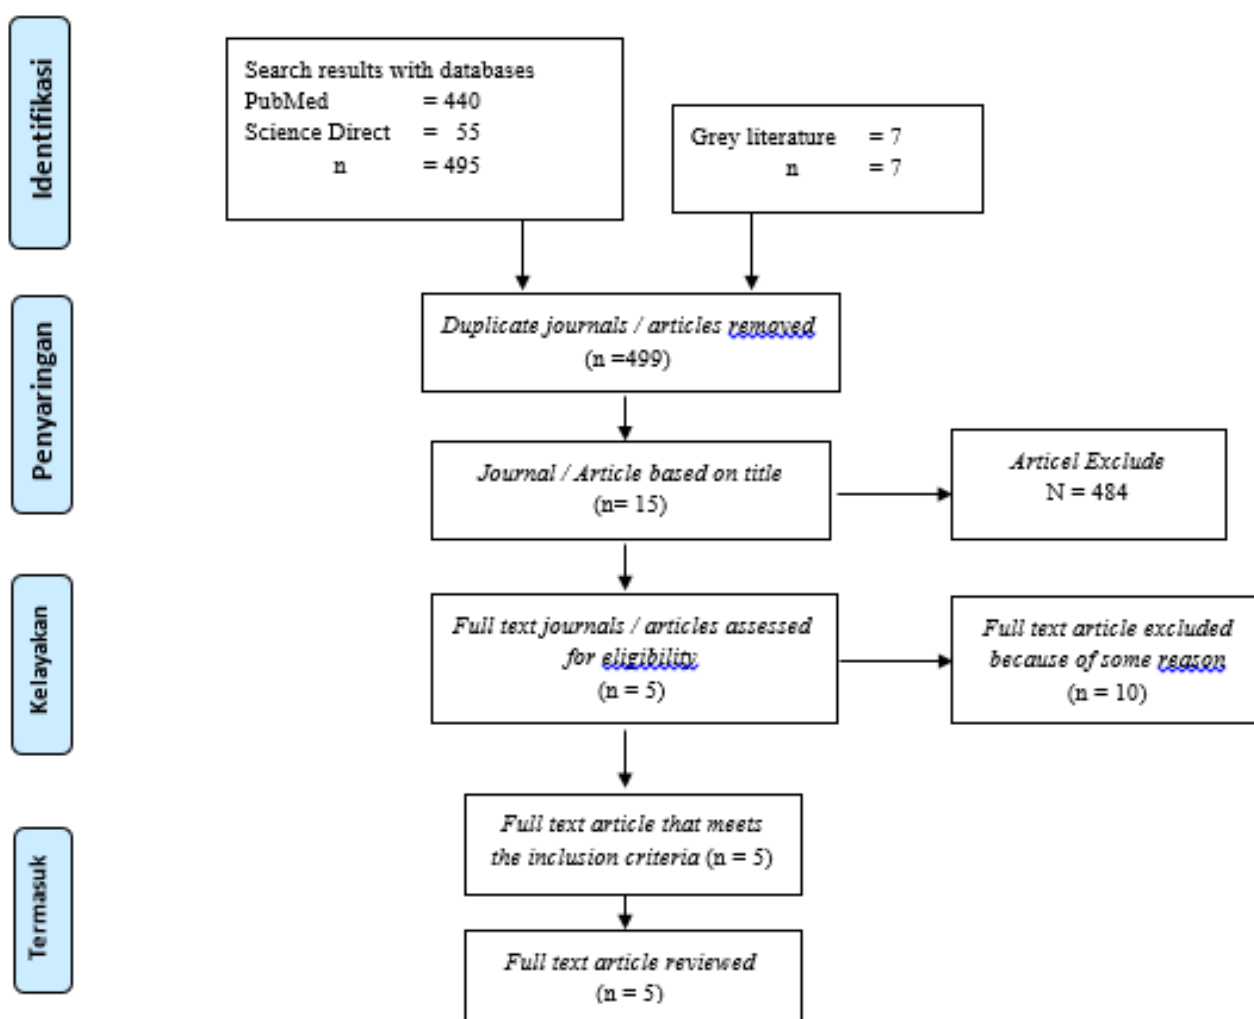 Identifikasi
Search results with databases
PubMed = 440
Science Direct = 55
n = 495
Grey literature = 7
n = 7
Penyaringan
Duplicate journals / articles removed
(n =499)
Journal / Article based on title
(n= 15)
Articel Exclude
N = 484
Kelayakan
Full text journals / articles assessed
for eligibility
(n = 5)
Full text article excluded
because of some reason
(n = 10)
Termasuk
Full text article that meets
the inclusion criteria (n = 5)
Full text article reviewed
(n = 5)